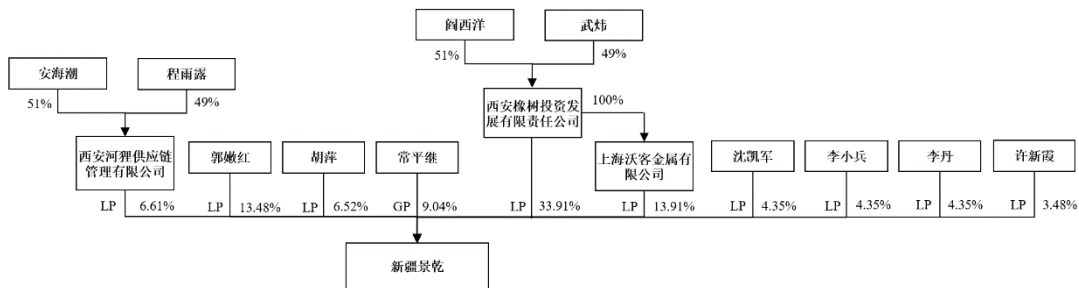 阎西洋
武炜
51%
49%
安海潮
程雨露
51%
49%
西安橡树投资发
展有限责任公司
100%
西安河狸供应链
管理有限公司
郭嫩红
胡萍
常平继
上海沃客金属有
限公司
沈凯军
李小兵
李丹
许新霞
LP 6.61%
LP 13.48%
LP 6.52%
GP 9.04%
LP 33.91%
LP 13.91%
LP 4.35%
LP 4.35%
LP 4.35%
LP 3.48%
新疆景乾